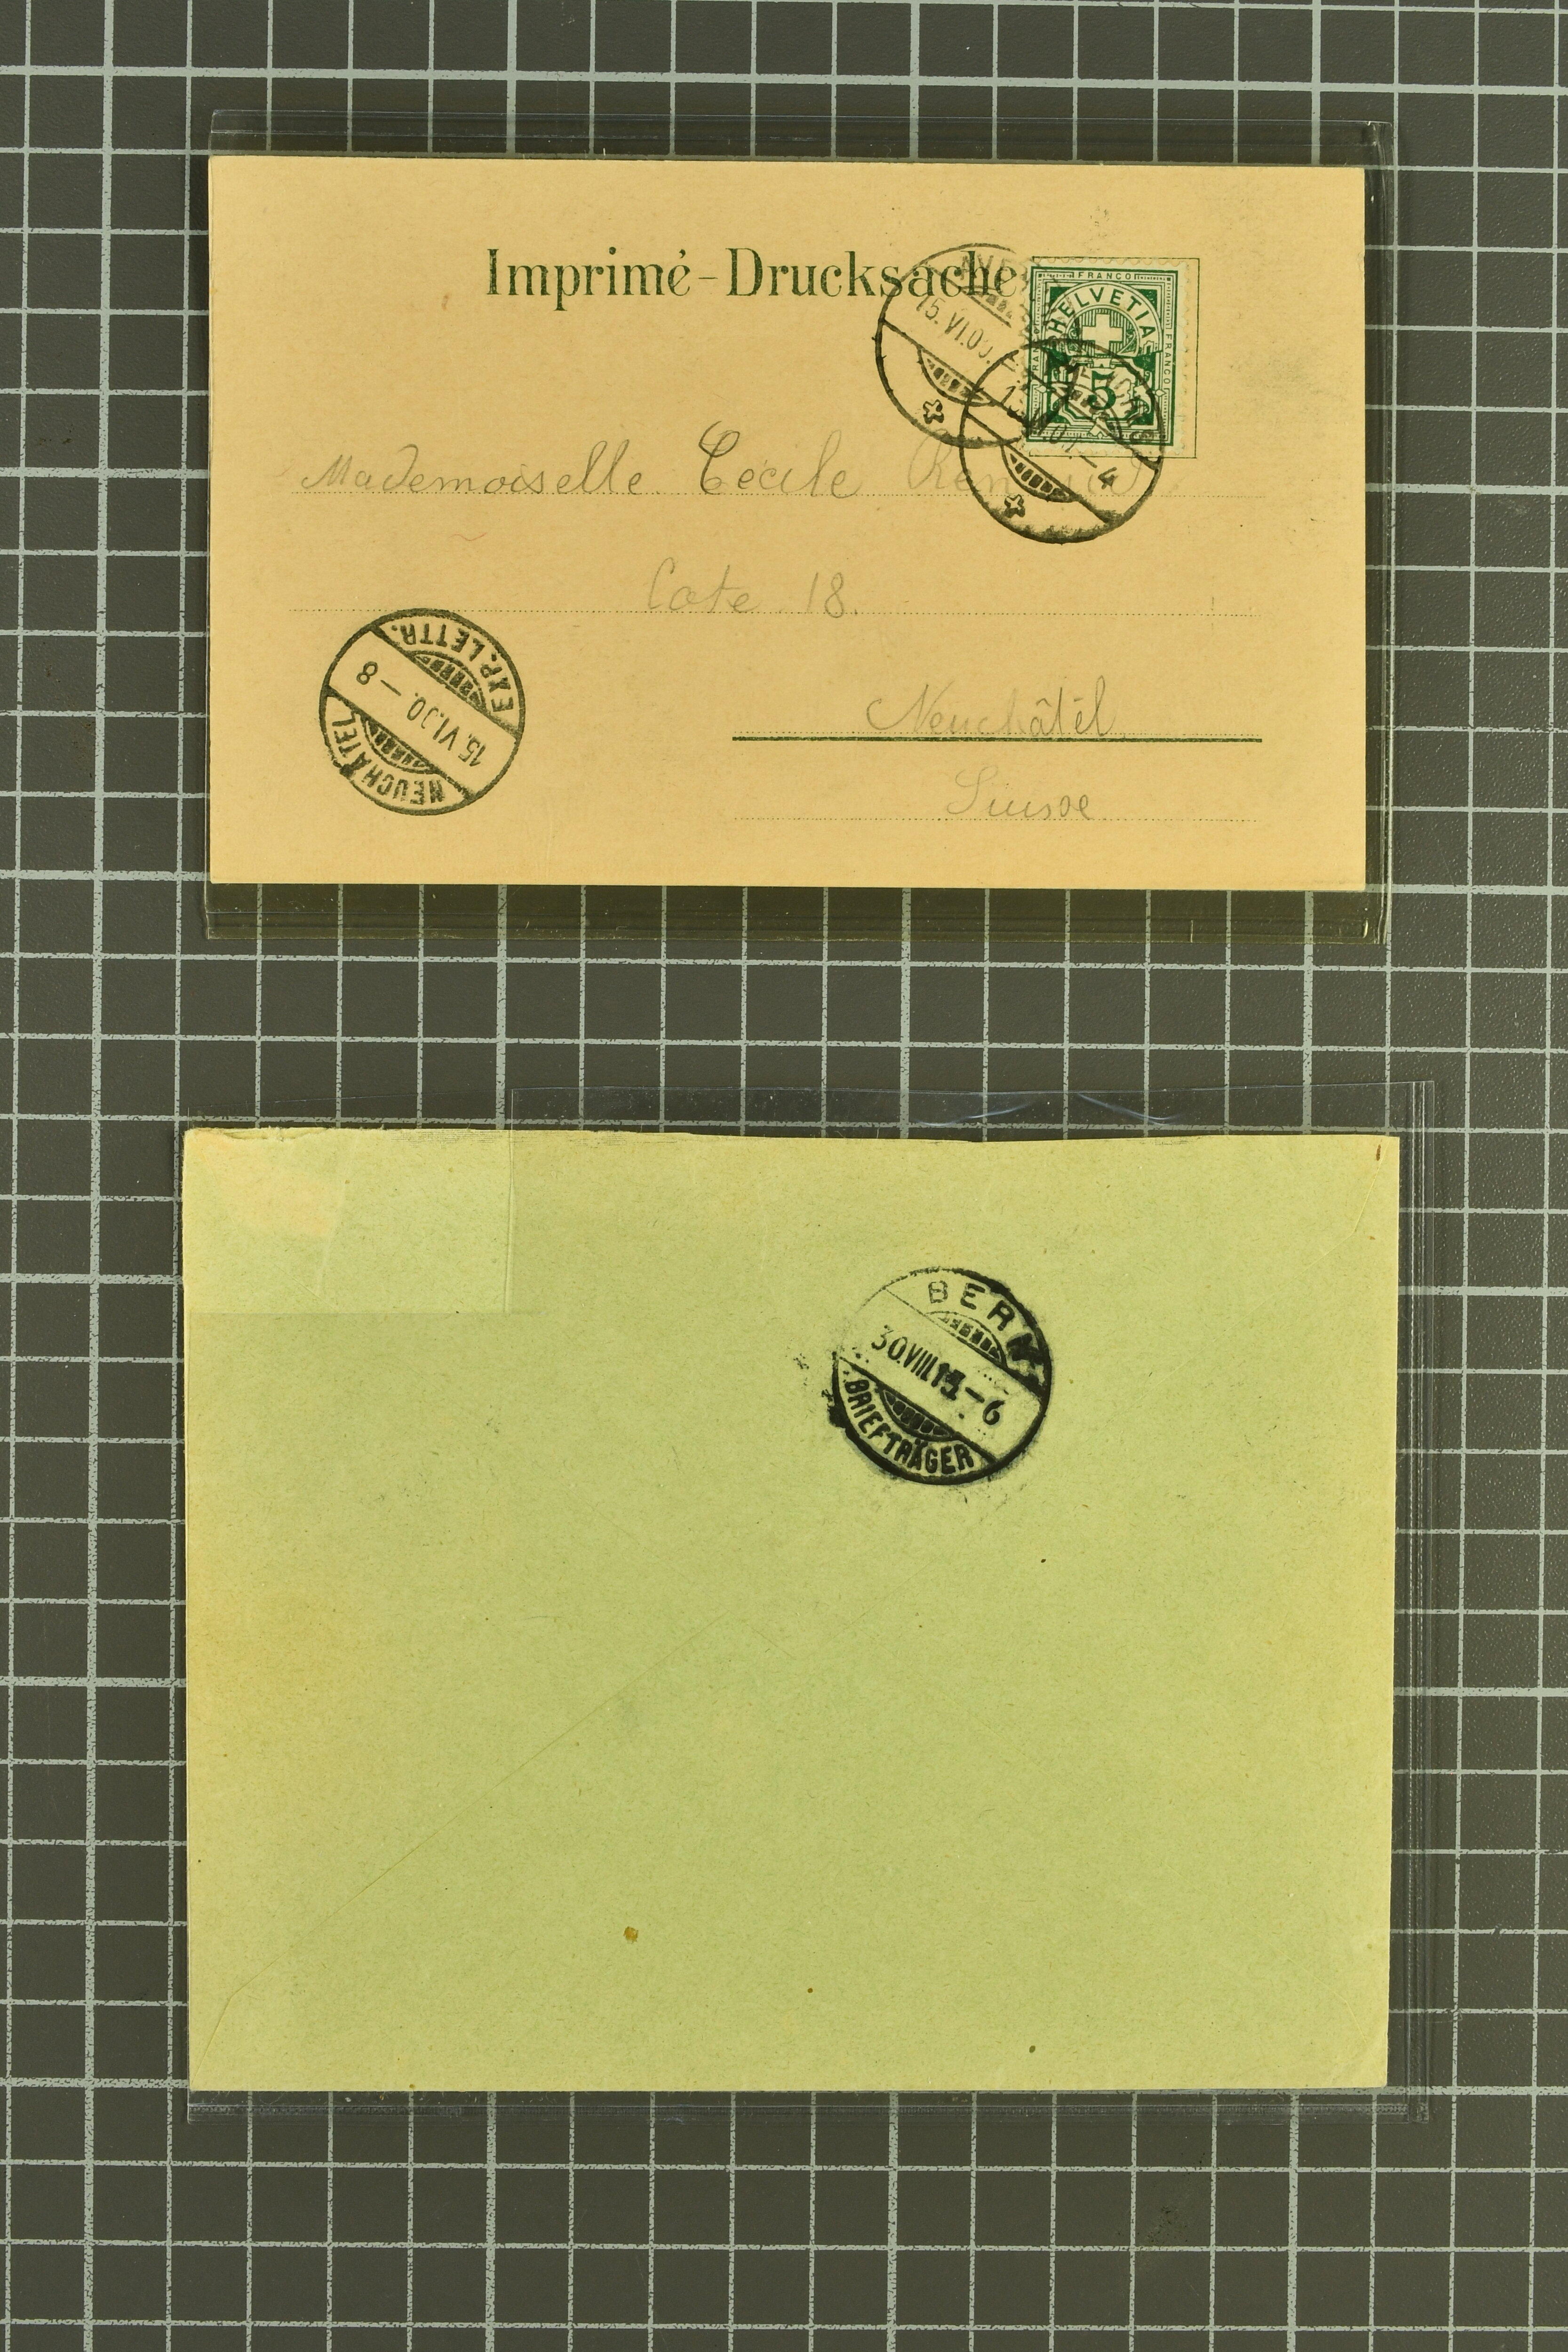 Imprimé-Drucksache
FRANCO
HELVETIA
FRANCO
5
15.VI.00.
-4
Mademoiselle Cécile
Cote 18.
EXP. LETTR.
15.VI.00.-8
NEUCHATEL
Neuchâtel
Suisse
BERN
30.VIII.
-6
BRIEFTRÄGER